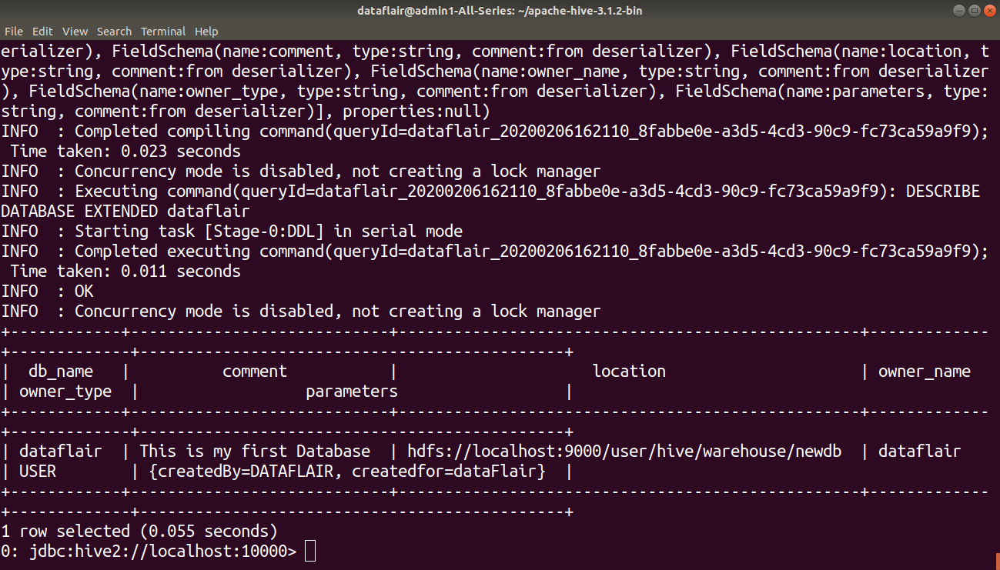 dataflair@admin1-All-Series: ~/apache-hive-3.1.2-bin
File Edit View Search Terminal Help
erializer), FieldSchema(name:comment, type:string, comment:from deserializer), FieldSchema(name:location, t
ype:string, comment:from deserializer), FieldSchema(name:owner_name, type:string, comment:from deserializer
), FieldSchema(name:owner_type, type:string, comment:from deserializer), FieldSchema(name:parameters, type:
string, comment:from deserializer)], properties:null)
INFO  : Completed compiling command(queryId=dataflair_20200206162110_8fabbe0e-a3d5-4cd3-90c9-fc73ca59a9f9);
 Time taken: 0.023 seconds
INFO  : Concurrency mode is disabled, not creating a lock manager
INFO  : Executing command(queryId=dataflair_20200206162110_8fabbe0e-a3d5-4cd3-90c9-fc73ca59a9f9): DESCRIBE
DATABASE EXTENDED dataflair
INFO  : Starting task [Stage-0:DDL] in serial mode
INFO  : Completed executing command(queryId=dataflair_20200206162110_8fabbe0e-a3d5-4cd3-90c9-fc73ca59a9f9);
 Time taken: 0.011 seconds
INFO  : OK
INFO  : Concurrency mode is disabled, not creating a lock manager
+------------+----------------------------+--------------------------------------------------+-------------
+-------------+----------------------------------------------+
|  db_name   |          comment           |                     location                     | owner_name
| owner_type  |                  parameters                  |
+------------+----------------------------+--------------------------------------------------+-------------
+-------------+----------------------------------------------+
| dataflair  | This is my first Database  | hdfs://localhost:9000/user/hive/warehouse/newdb  | dataflair
| USER        | {createdBy=DATAFLAIR, createdfor=dataFlair}  |
+------------+----------------------------+--------------------------------------------------+-------------
+-------------+----------------------------------------------+
1 row selected (0.055 seconds)
0: jdbc:hive2://localhost:10000>